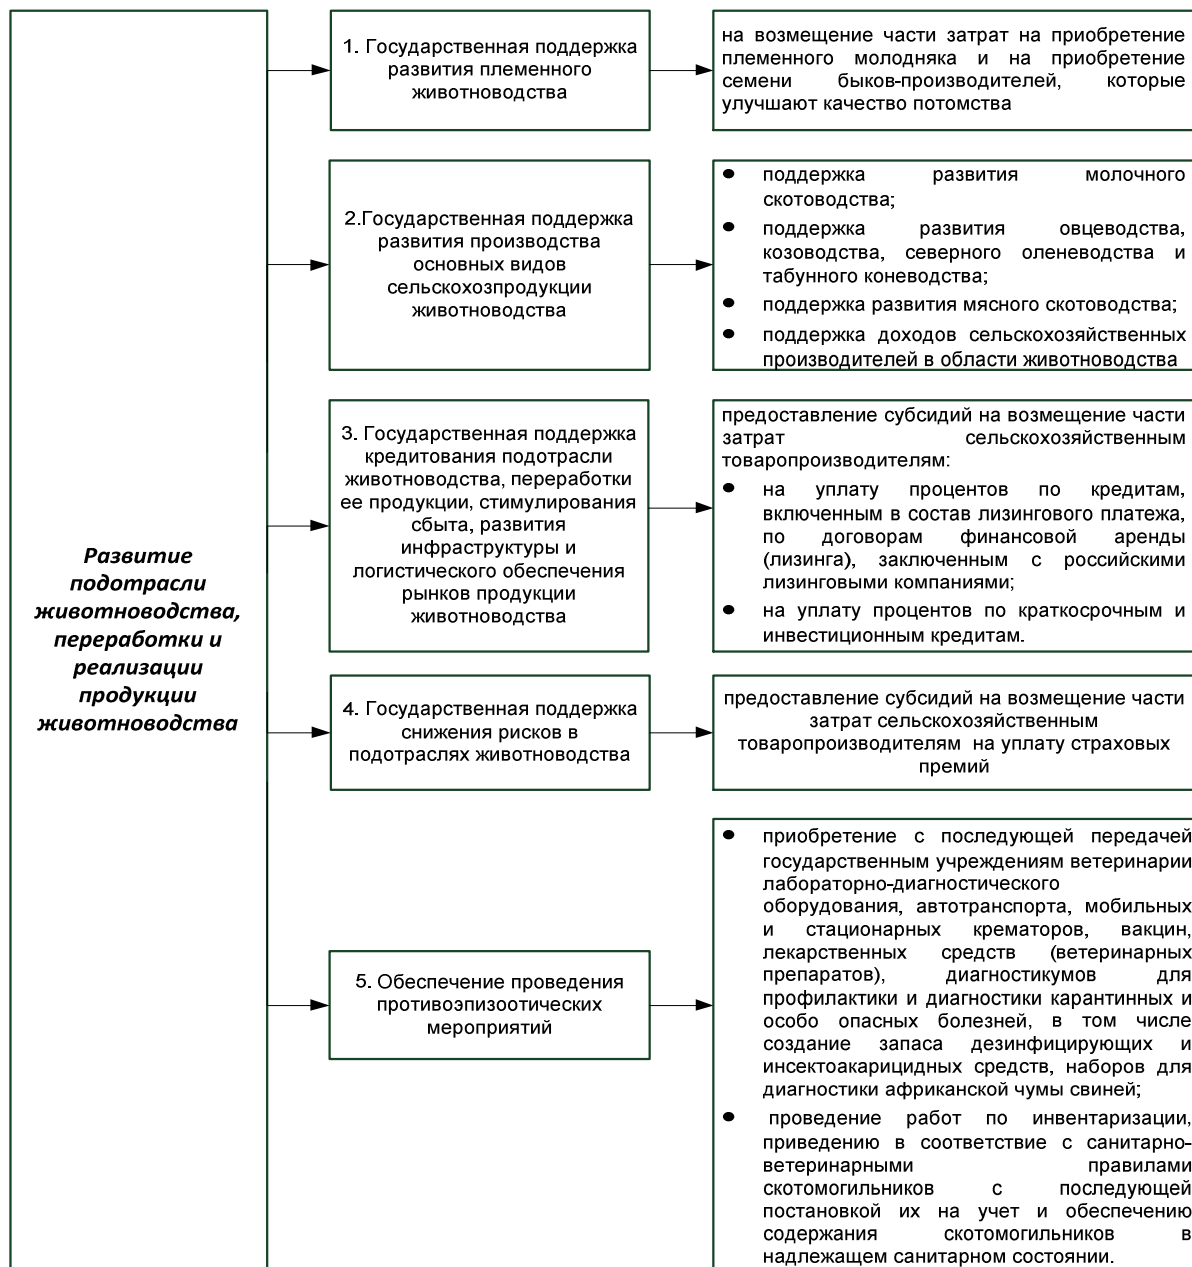 Развитие
подотрасли
животноводства,
переработки и
реализации
продукции
животноводства
1. Государственная поддержка
развития племенного
животноводства
на возмещение части затрат на приобретение
племенного молодняка и на приобретение
семени быков-производителей, которые
улучшают качество потомства
2.Государственная поддержка
развития производства
основных видов
сельскохозпродукции
животноводства
● поддержка развития молочного
скотоводства;
● поддержка развития овцеводства,
козоводства, северного оленеводства и
табунного коневодства;
● поддержка развития мясного скотоводства;
● поддержка доходов сельскохозяйственных
производителей в области животноводства
3. Государственная поддержка
кредитования подотрасли
животноводства, переработки
ее продукции, стимулирования
сбыта, развития
инфраструктуры и
логистического обеспечения
рынков продукции
животноводства
предоставление субсидий на возмещение части
затрат сельскохозяйственным
товаропроизводителям:
● на уплату процентов по кредитам,
включенным в состав лизингового платежа,
по договорам финансовой аренды
(лизинга), заключенным с российскими
лизинговыми компаниями;
● на уплату процентов по краткосрочным и
инвестиционным кредитам.
4. Государственная поддержка
снижения рисков в
подотраслях животноводства
предоставление субсидий на возмещение части
затрат сельскохозяйственным
товаропроизводителям на уплату страховых
премий
5. Обеспечение проведения
противоэпизоотических
мероприятий
● приобретение с последующей передачей
государственным учреждениям ветеринарии
лабораторно-диагностического
оборудования, автотранспорта, мобильных
и стационарных крематоров, вакцин,
лекарственных средств (ветеринарных
препаратов), диагностикумов для
профилактики и диагностики карантинных и
особо опасных болезней, в том числе
создание запаса дезинфицирующих и
инсектоакарицидных средств, наборов для
диагностики африканской чумы свиней;
● проведение работ по инвентаризации,
приведению в соответствие с санитарно-
ветеринарными правилами
скотомогильников с последующей
постановкой их на учет и обеспечению
содержания скотомогильников в
надлежащем санитарном состоянии.